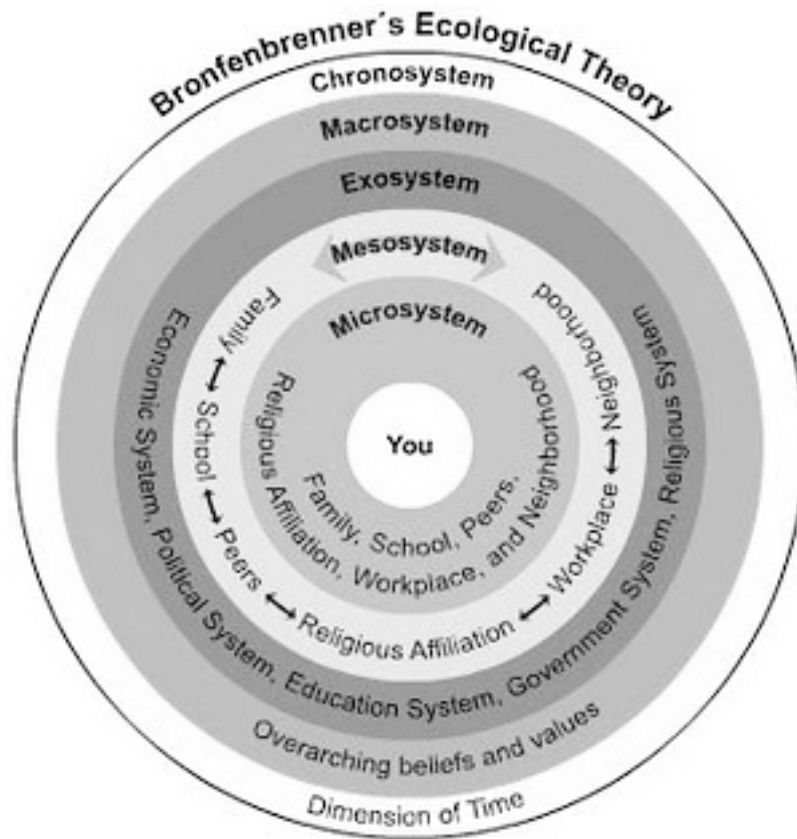 Bronfenbrenner´s Ecological Theory
Chronosystem
Macrosystem
Exosystem
Mesosystem
Microsystem
You
Family, School, Peers,
Religious Affiliation, Workplace, and Neighborhood
Family ↔ School ↔ Peers ↔ Religious Affiliation ↔ Workplace ↔ Neighborhood
Neighborhood
Economic System, Political System, Education System, Government System, Religious System
Overarching beliefs and values
Dimension of Time